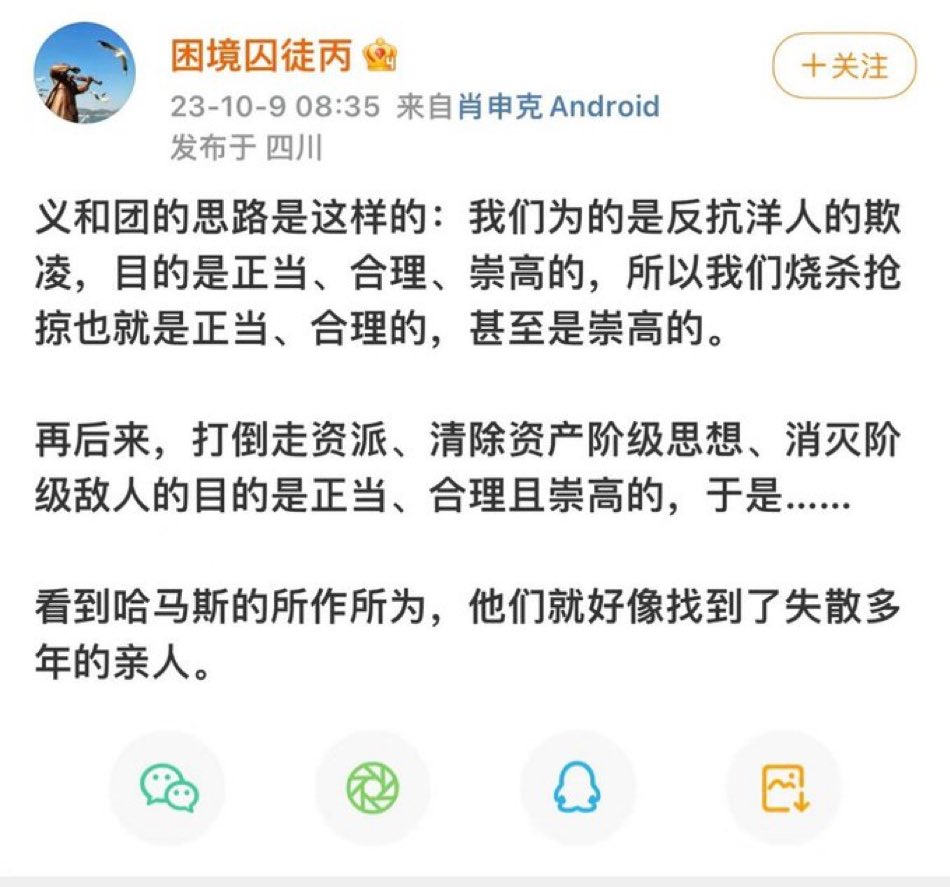 困境囚徒丙
+关注
23-10-9 08:35 来自肖申克Android
发布于 四川
义和团的思路是这样的：我们为的是反抗洋人的欺
凌，目的是正当、合理、崇高的，所以我们烧杀抢
掠也就是正当、合理的，甚至是崇高的。
再后来，打倒走资派、清除资产阶级思想、消灭阶
级敌人的目的是正当、合理且崇高的，于是......
看到哈马斯的所作所为，他们就好像找到了失散多
年的亲人。